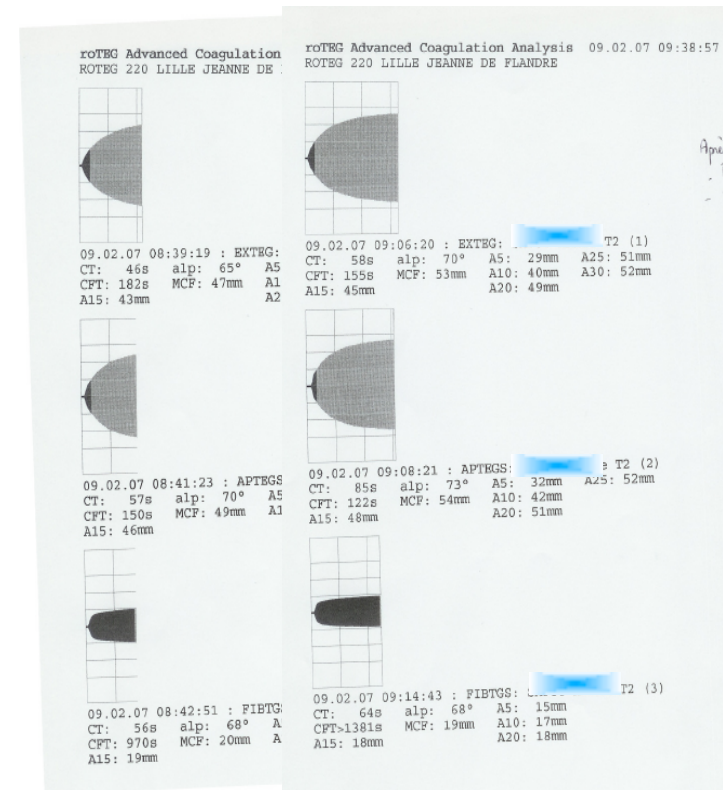 roTEG Advanced Coagulation
ROTEG 220 LILLE JEANNE DE
09.02.07 08:39:19 : EXTEG:
CT: 46s alp: 65° A5
CFT: 182s MCF: 47mm A1
A15: 43mm A2
09.02.07 08:41:23 : APTEGS
CT: 57s alp: 70° A5
CFT: 150s MCF: 49mm A1
A15: 46mm
09.02.07 08:42:51 : FIBTGS
CT: 56s alp: 68° A
CFT: 970s MCF: 20mm A
A15: 19mm
roTEG Advanced Coagulation Analysis 09.02.07 09:38:57
ROTEG 220 LILLE JEANNE DE FLANDRE
Après
09.02.07 09:06:20 : EXTEG: T2 (1)
CT: 58s alp: 70° A5: 29mm A25: 51mm
CFT: 155s MCF: 53mm A10: 40mm A30: 52mm
A15: 45mm A20: 49mm
09.02.07 09:08:21 : APTEGS: T2 (2)
CT: 85s alp: 73° A5: 32mm A25: 52mm
CFT: 122s MCF: 54mm A10: 42mm
A15: 48mm A20: 51mm
09.02.07 09:14:43 : FIBTGS: T2 (3)
CT: 64s alp: 68° A5: 15mm
CFT>1381s MCF: 19mm A10: 17mm
A15: 18mm A20: 18mm